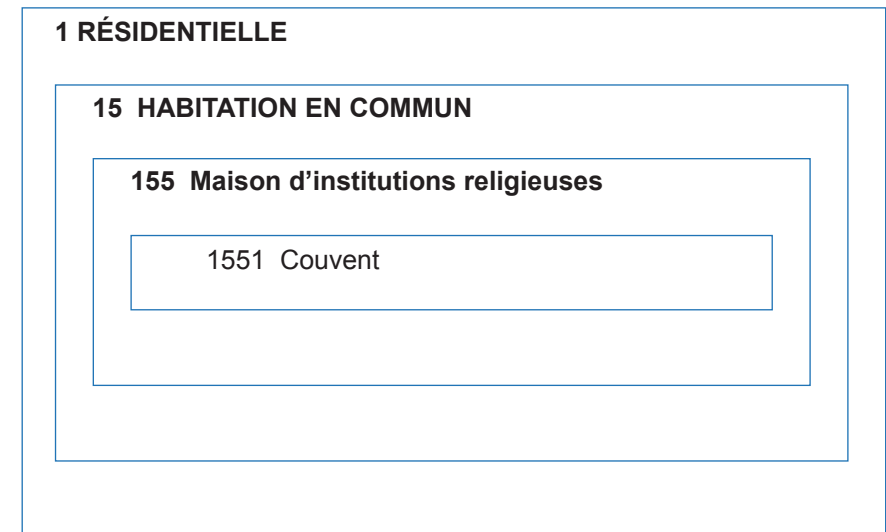 1 RÉSIDENTIELLE
15 HABITATION EN COMMUN
155 Maison d’institutions religieuses
1551 Couvent